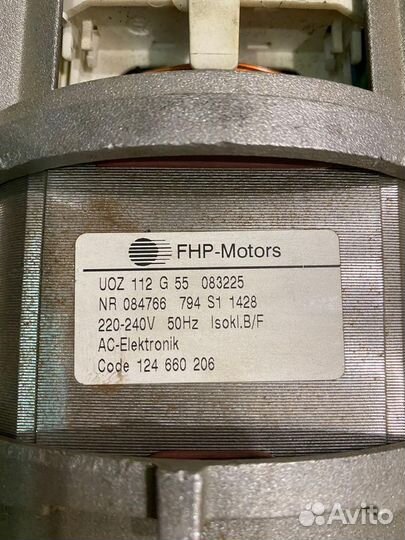 FHP-Motors
UOZ 112 G 55 083225
NR 084766 794 S1 1428
220-240V 50Hz Isokl.B/F
AC-Elektronik
Code 124 660 206
Avito